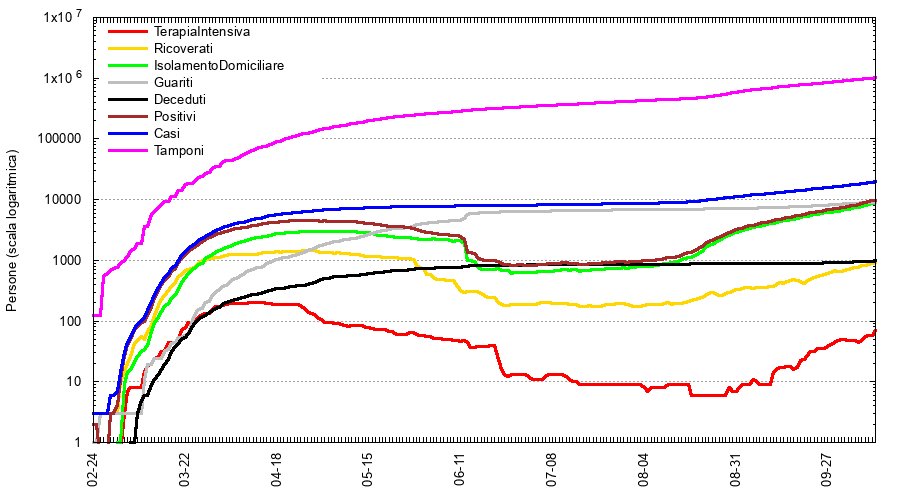 1x10 7
1x10 6
100000
10000
1000
100
10
1
Persone (scala logaritmica)
TerapiaIntensiva
Ricoverati
IsolamentoDomiciliare
Guariti
Deceduti
Positivi
Casi
Tamponi
02-24
03-22
04-18
05-15
06-11
07-08
08-04
08-31
09-27